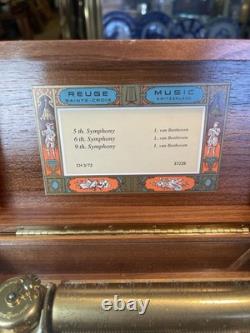 REUGE MUSIC
SAINTE-CROIX SWITZERLAND
5 th. Symphony L. van Beethoven
6 th. Symphony L. van Beethoven
9 th. Symphony L. van Beethoven
CH 3/72